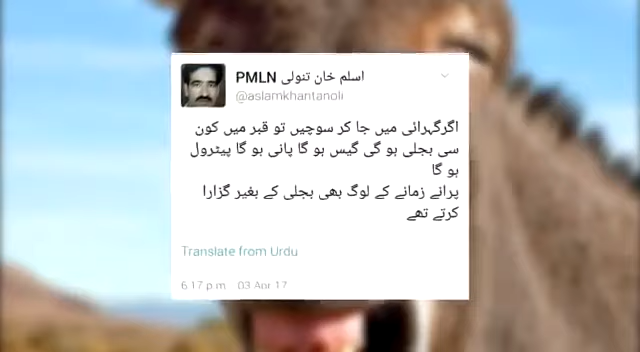 اسلم خان تنولی PMLN
@aslamkhantanoli
اگرگہرائی میں جا کر سوچیں تو قبر میں کون
سی بجلی ہو گی گیس ہو گا پانی ہو گا پیٹرول
ہو گا
پرانے زمانے کے لوگ بھی بجلی کے بغیر گزارا
کرتے تھے
Translate from Urdu
6:17 p.m. 03 Apr 17